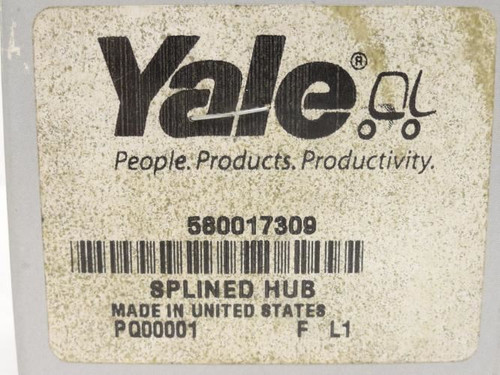 Yale®
People. Products. Productivity.
580017309
SPLINED HUB
MADE IN UNITED STATES
PQ00001 F L1